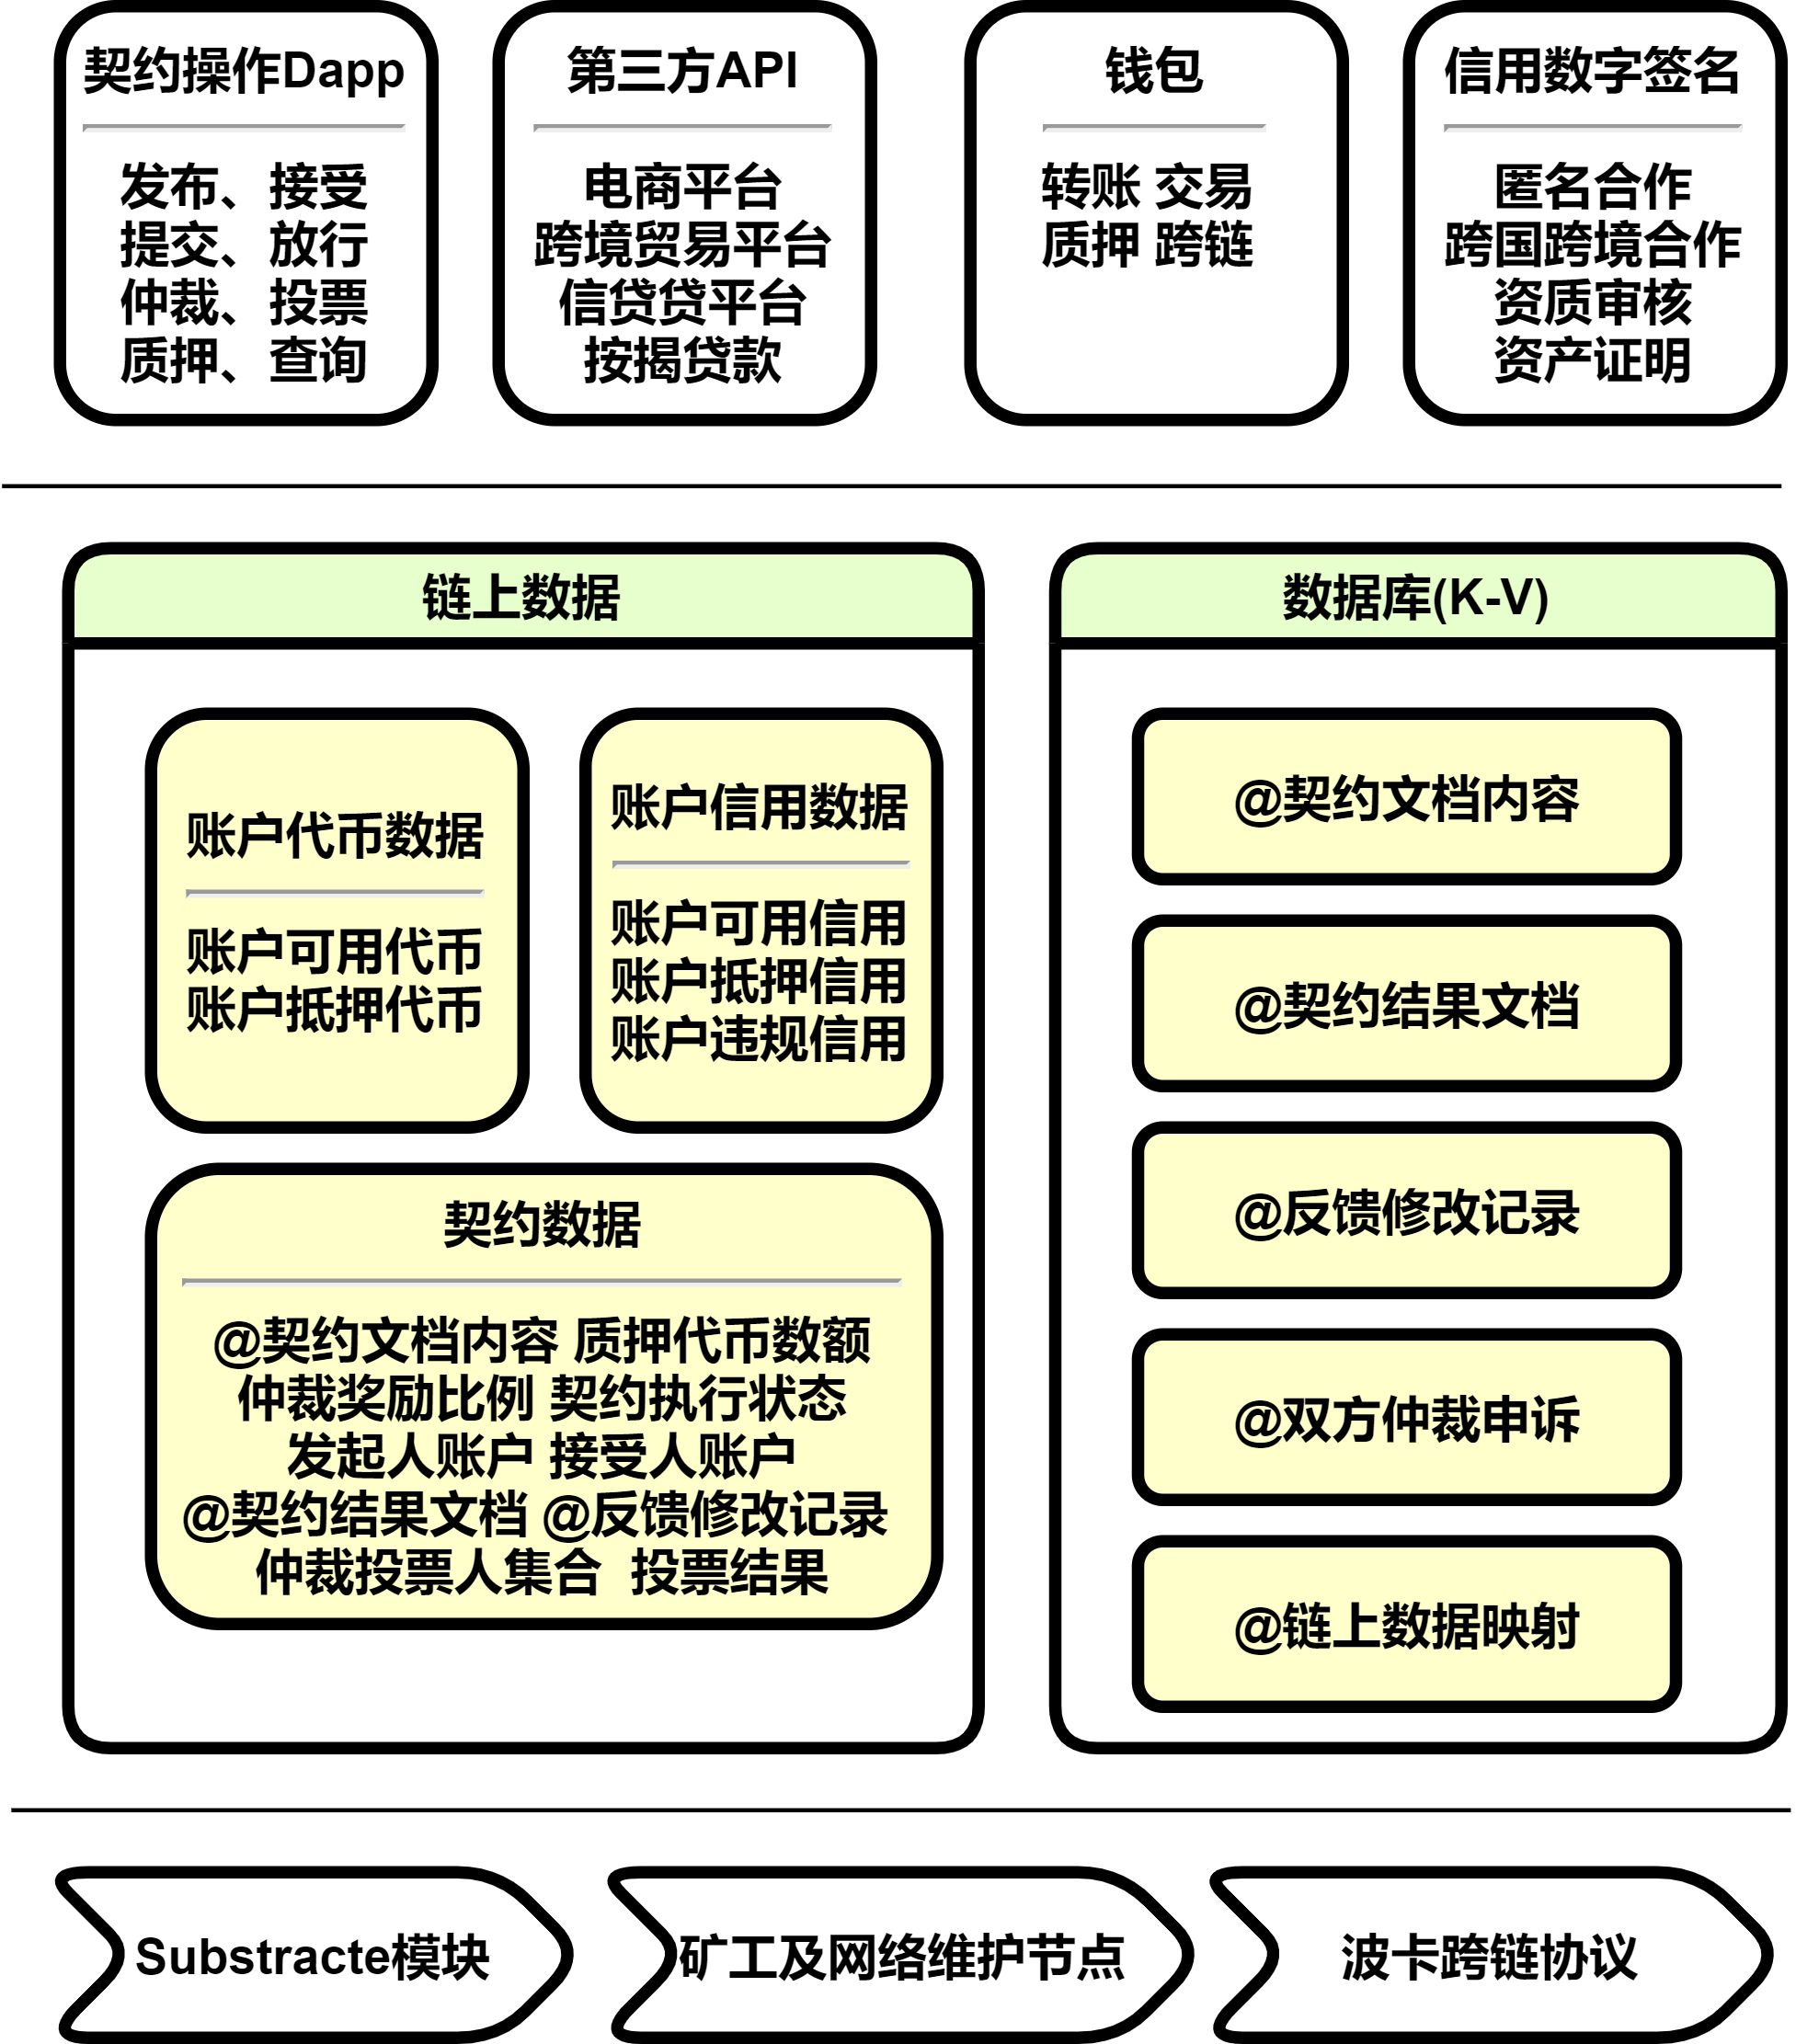 契约操作Dapp
发布、接受
提交、放行
仲裁、投票
质押、查询
第三方API
电商平台
跨境贸易平台
信贷贷平台
按揭贷款
钱包
转账 交易
质押 跨链
信用数字签名
匿名合作
跨国跨境合作
资质审核
资产证明
链上数据
账户代币数据
账户可用代币
账户抵押代币
账户信用数据
账户可用信用
账户抵押信用
账户违规信用
契约数据
@契约文档内容 质押代币数额
仲裁奖励比例 契约执行状态
发起人账户 接受人账户
@契约结果文档 @反馈修改记录
仲裁投票人集合 投票结果
数据库(K-V)
@契约文档内容
@契约结果文档
@反馈修改记录
@双方仲裁申诉
@链上数据映射
Substracte模块
矿工及网络维护节点
波卡跨链协议